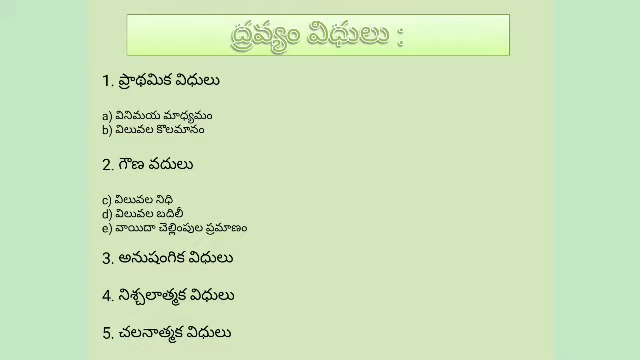 ద్రవ్యం విధులు :
1. ప్రాథమిక విధులు
a) వినిమయ మాధ్యమం
b) విలువల కొలమానం
2. గౌణ వదులు
c) విలువల నిధి
d) విలువల బదిలీ
e) వాయిదా చెల్లింపుల ప్రమాణం
3. అనుషంగిక విధులు
4. నిశ్చలాత్మక విధులు
5. చలనాత్మక విధులు